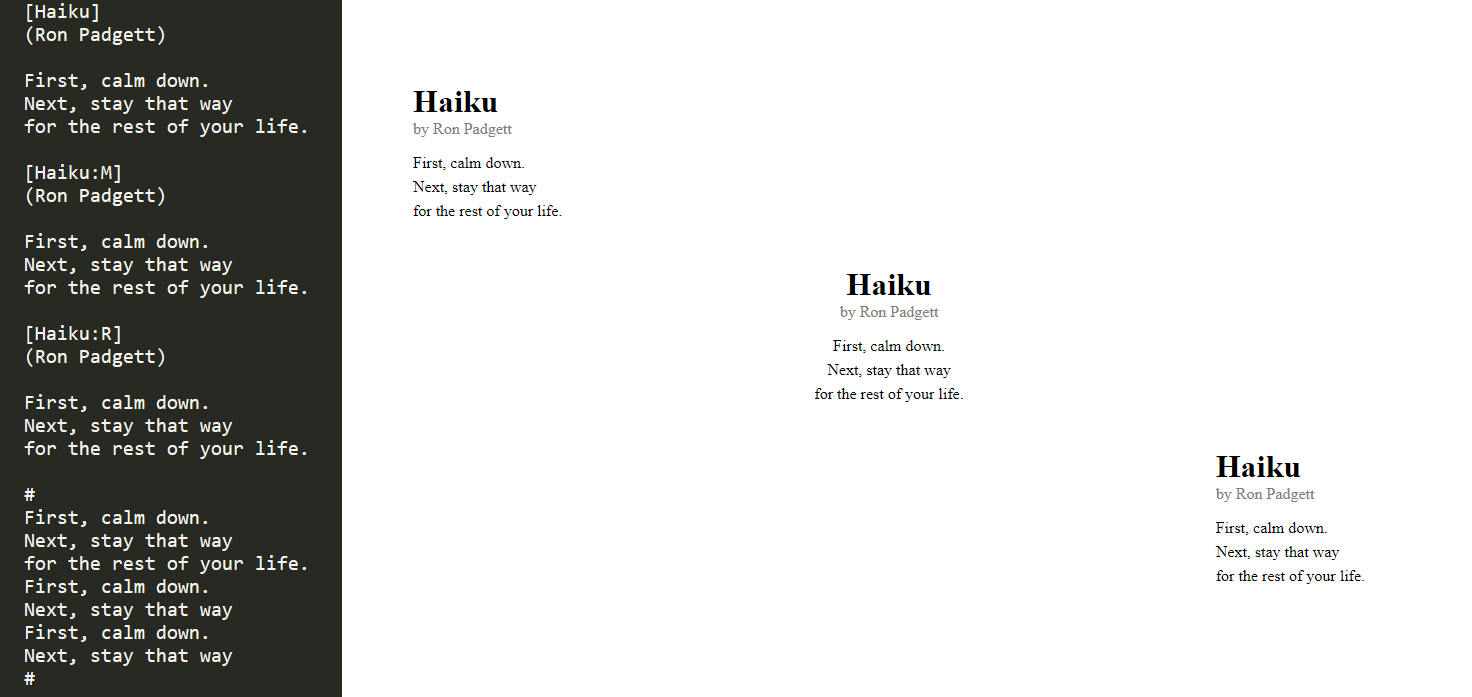 [Haiku]
(Ron Padgett)
First, calm down.
Next, stay that way
for the rest of your life.
[Haiku:M]
(Ron Padgett)
First, calm down.
Next, stay that way
for the rest of your life.
[Haiku:R]
(Ron Padgett)
First, calm down.
Next, stay that way
for the rest of your life.
#
First, calm down.
Next, stay that way
for the rest of your life.
First, calm down.
Next, stay that way
First, calm down.
Next, stay that way
#
Haiku
by Ron Padgett
First, calm down.
Next, stay that way
for the rest of your life.
Haiku
by Ron Padgett
First, calm down.
Next, stay that way
for the rest of your life.
Haiku
by Ron Padgett
First, calm down.
Next, stay that way
for the rest of your life.